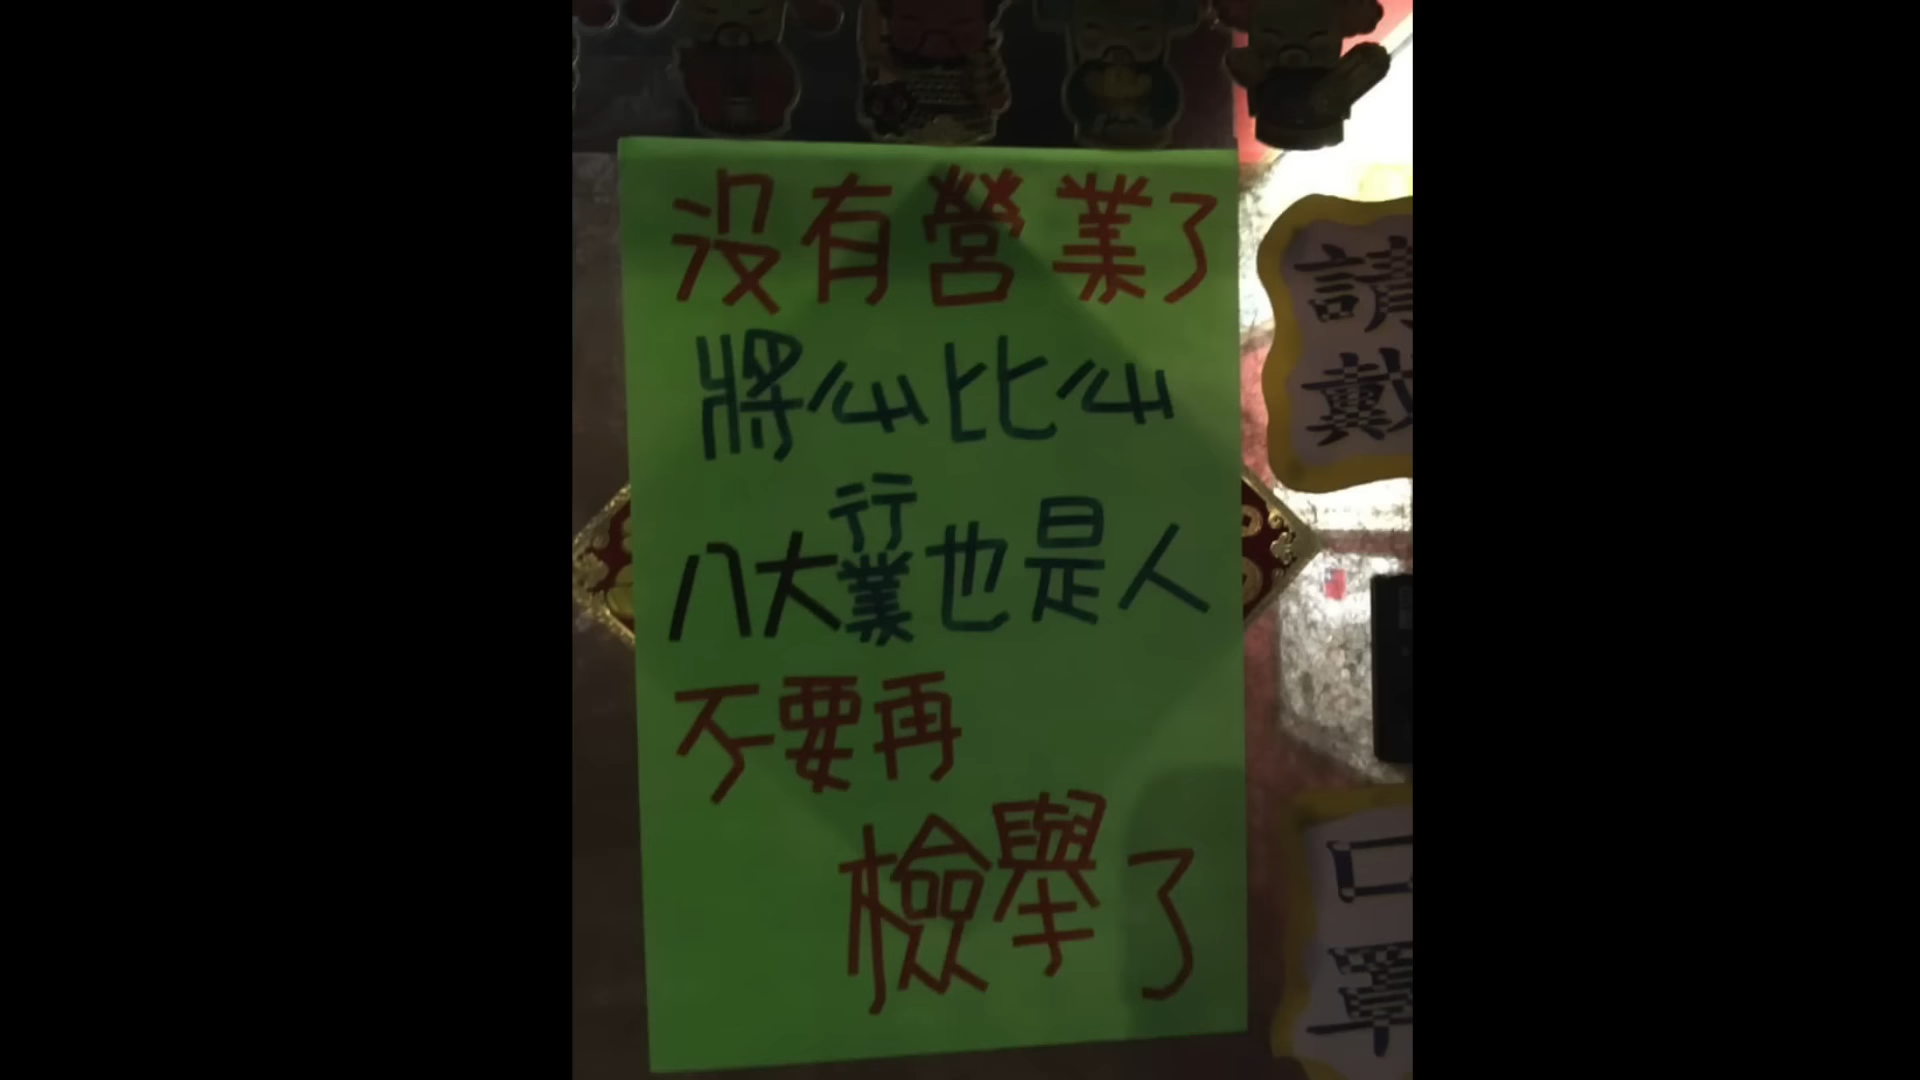 沒有營業了
將心比心
八大行業也是人
不要再
檢舉了
請戴
口罩